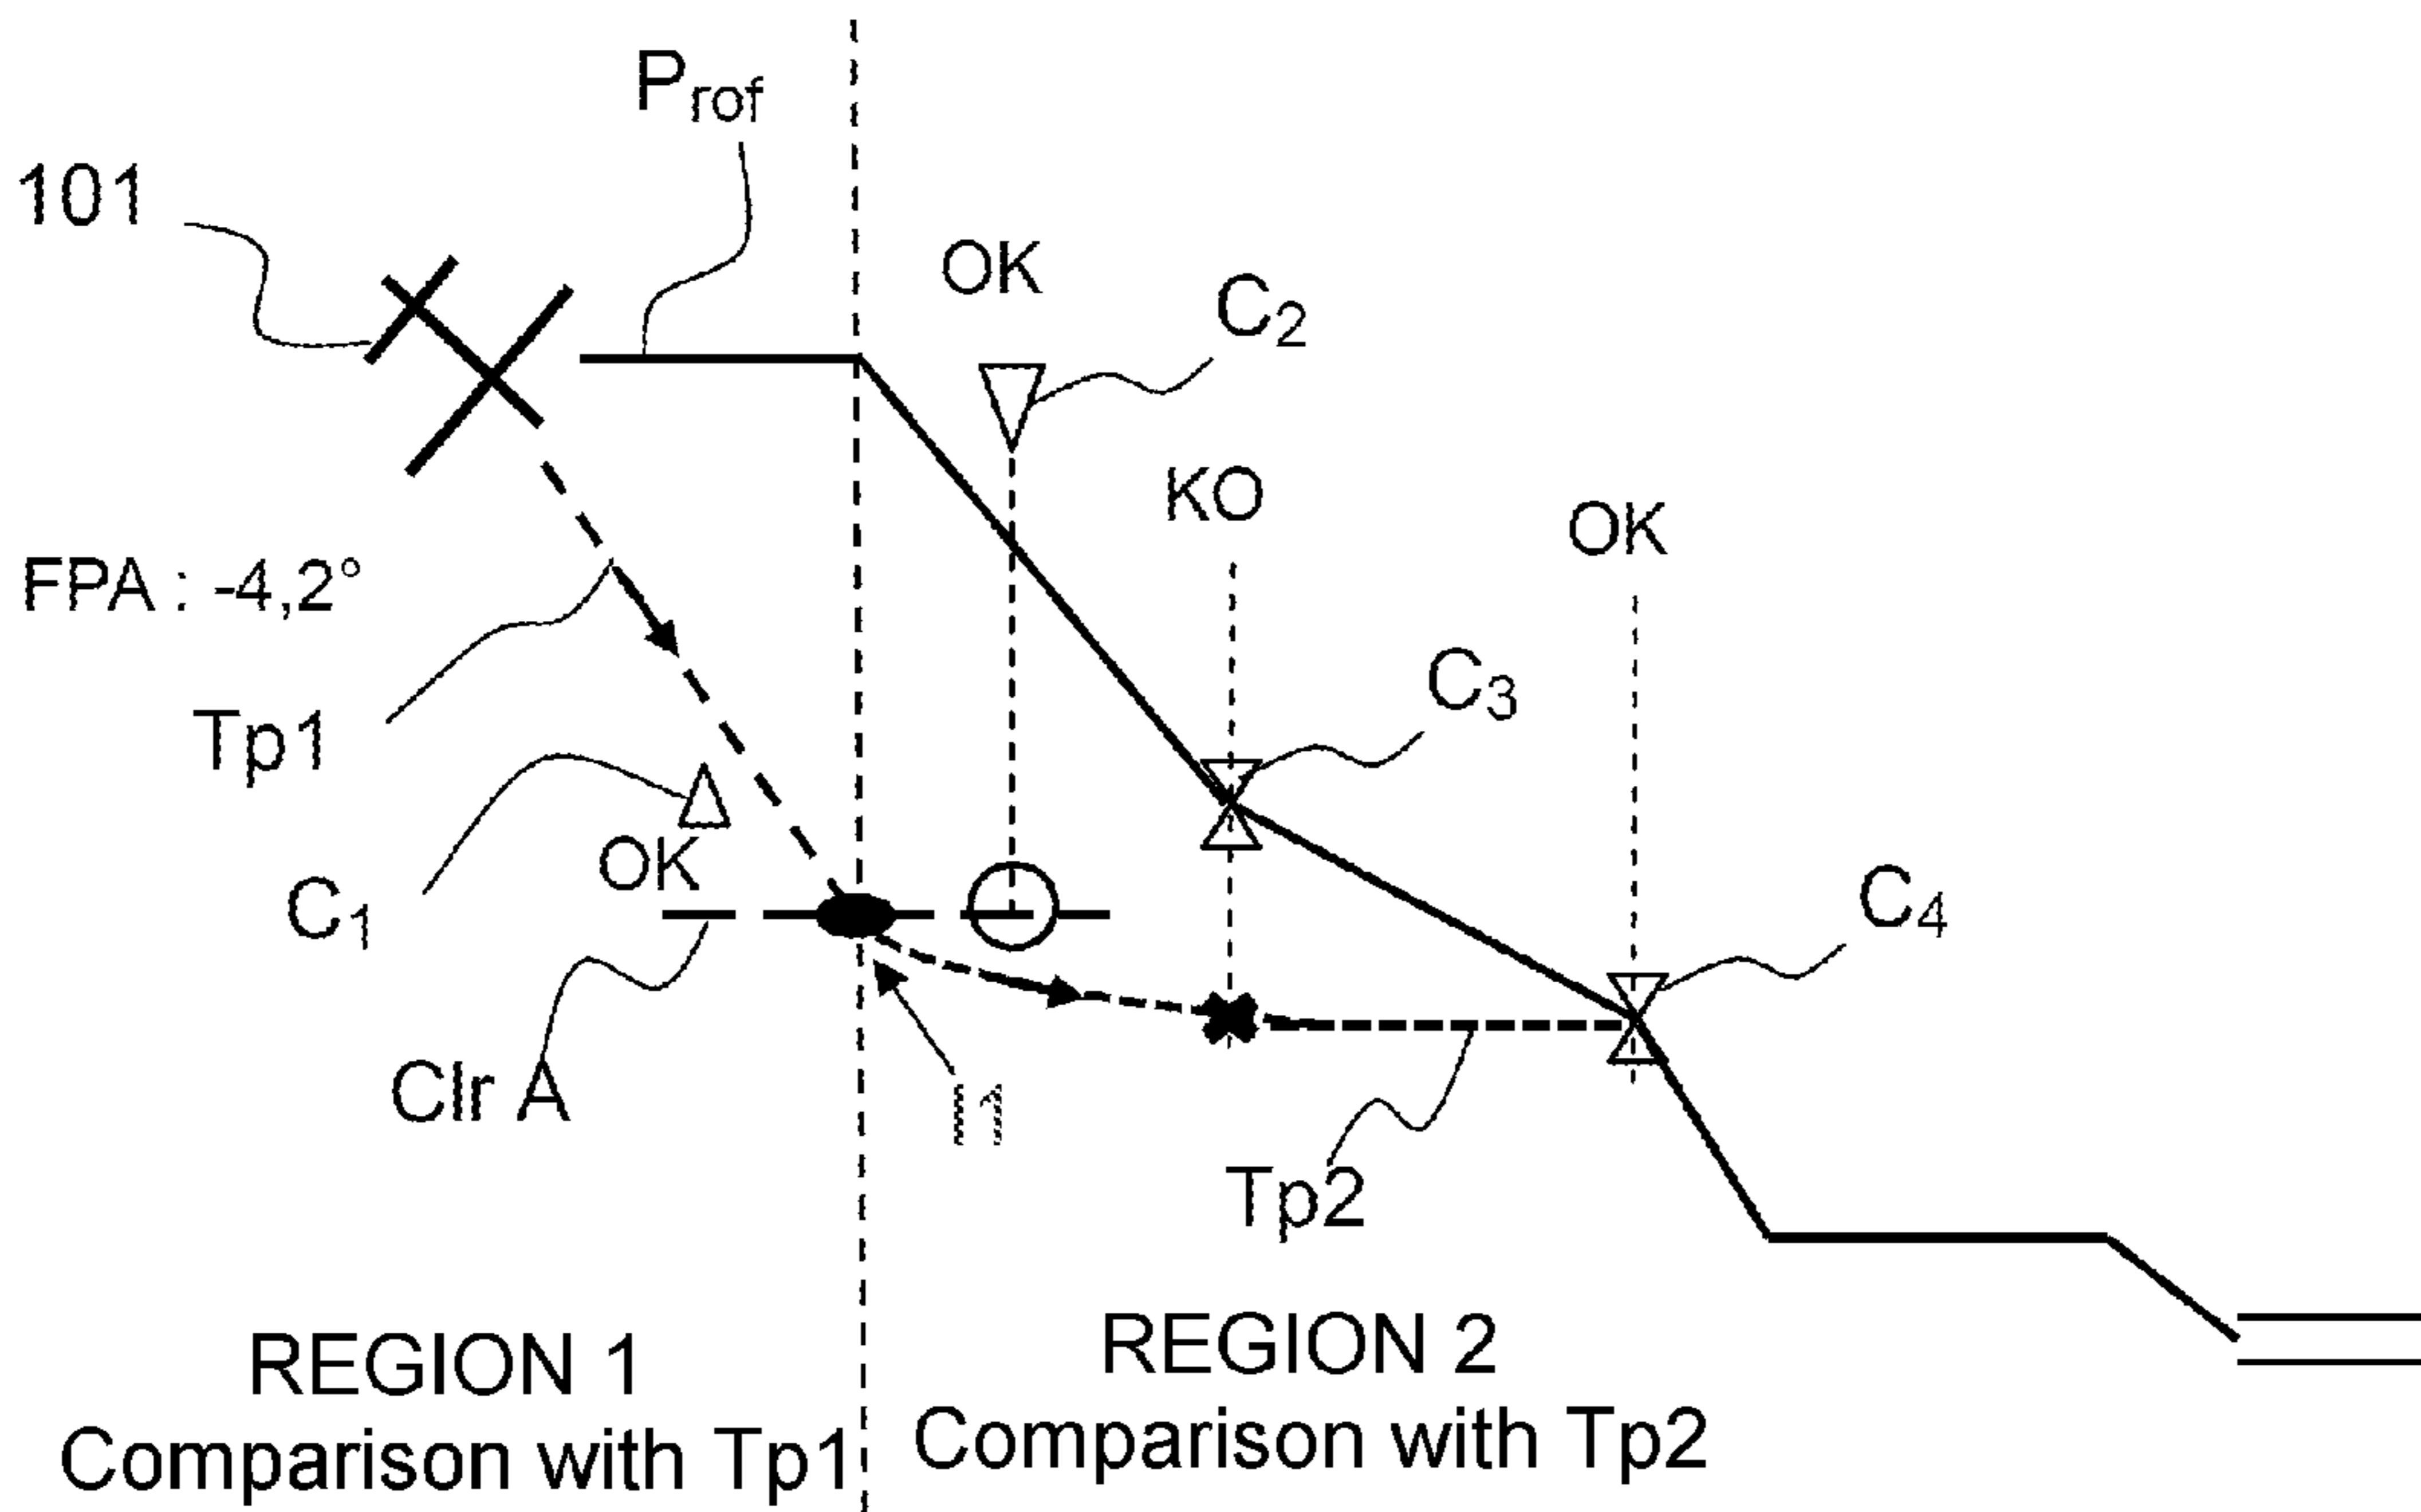 P_rof
101
OK
C₂
KO
OK
FPA : -4,2°
C₃
Tp1
OK
C₁
C₄
Clr A
I1
Tp2
REGION 1
Comparison with Tp1
REGION 2
Comparison with Tp2